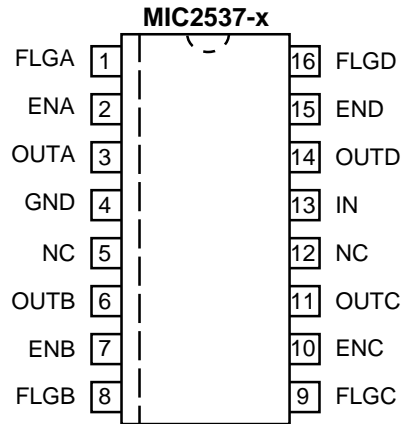 MIC2537-x
FLGA 1 16 FLGD
ENA 2 15 END
OUTA 3 14 OUTD
GND 4 13 IN
NC 5 12 NC
OUTB 6 11 OUTC
ENB 7 10 ENC
FLGB 8 9 FLGC